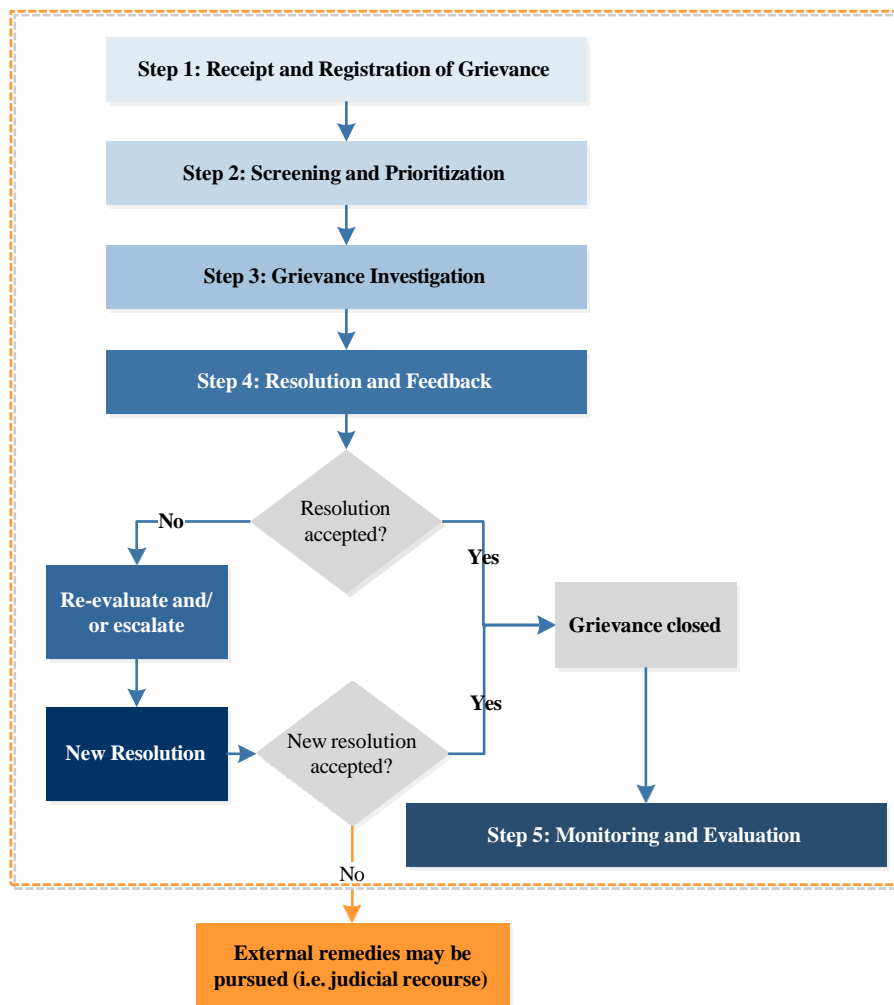 Step 1: Receipt and Registration of Grievance
Step 2: Screening and Prioritization
Step 3: Grievance Investigation
Step 4: Resolution and Feedback
Resolution
accepted?
No
Yes
Re-evaluate and/
or escalate
Grievance closed
New Resolution
New resolution
accepted?
Yes
Step 5: Monitoring and Evaluation
No
External remedies may be
pursued (i.e. judicial recourse)